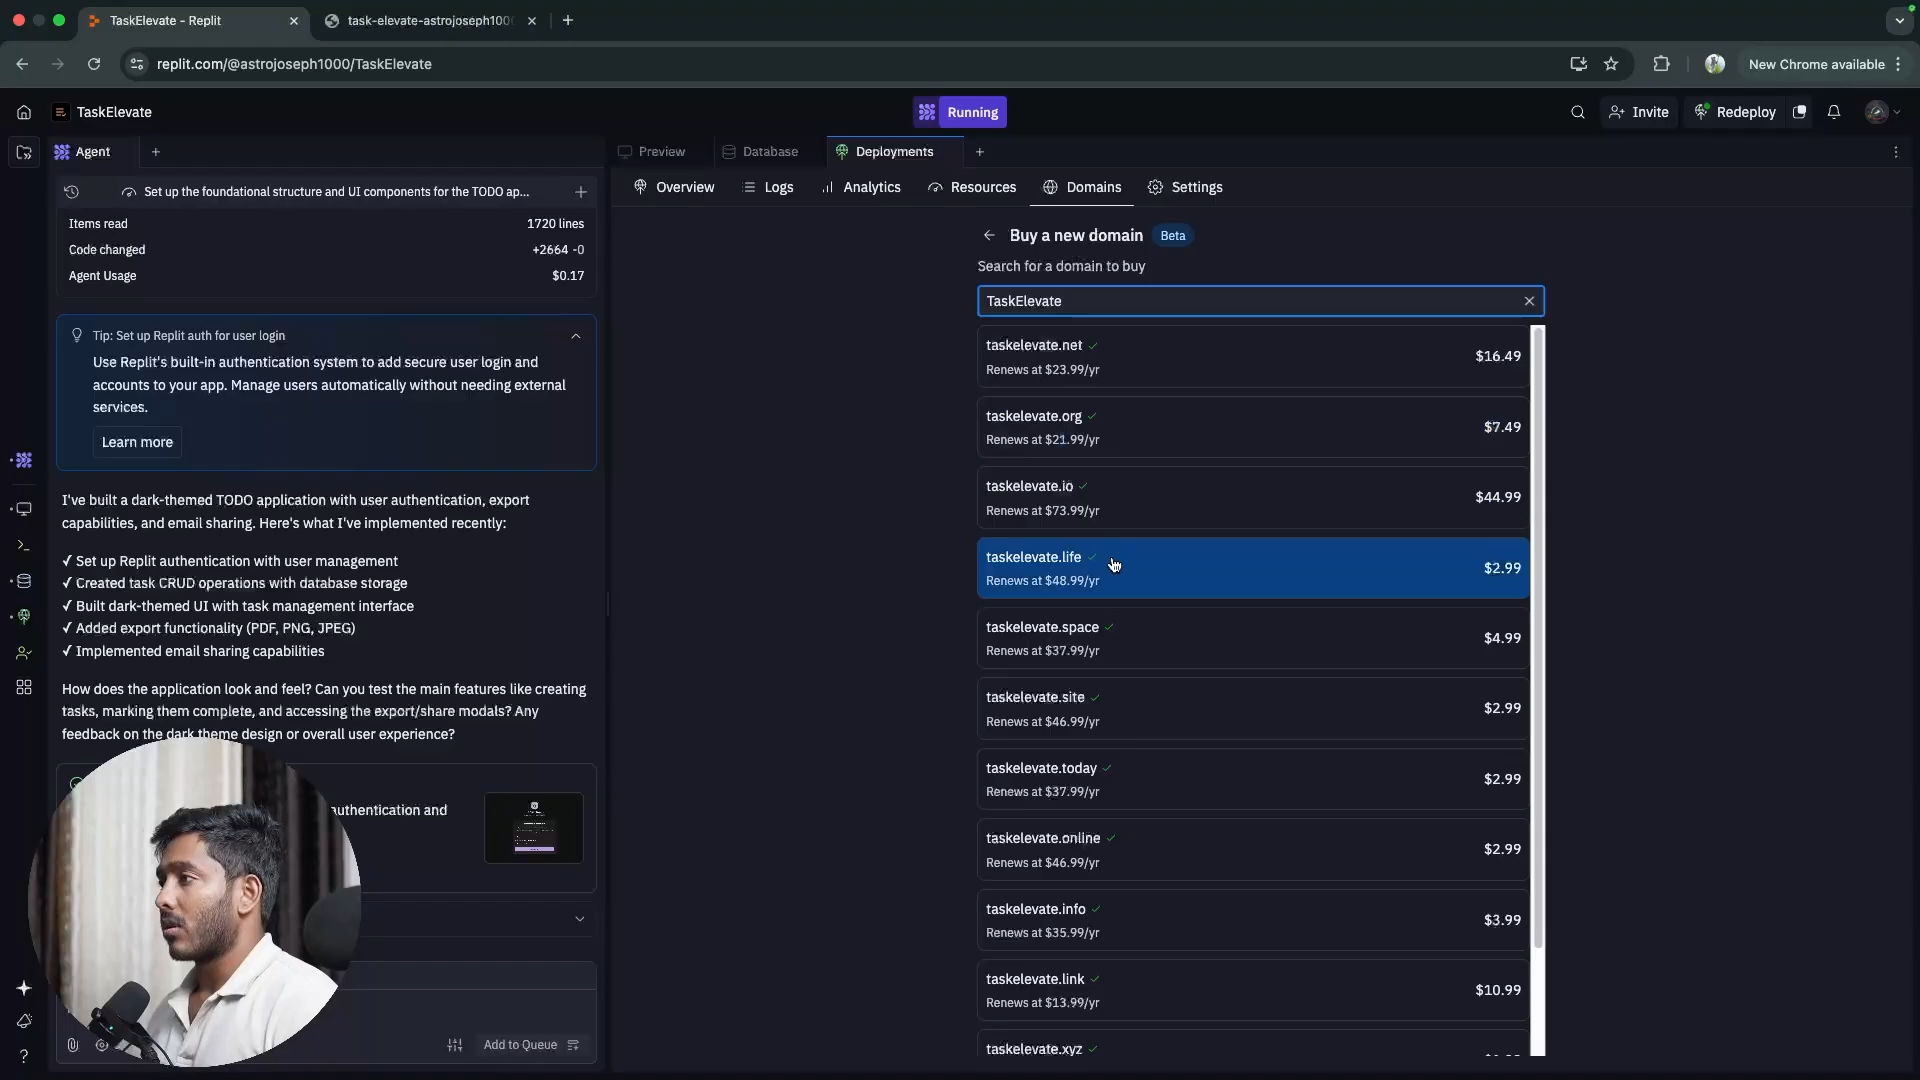 TaskElevate - Replit
task-elevate-astrojoseph100
replit.com/@astrojoseph1000/TaskElevate
New Chrome available
TaskElevate
Running
Invite
Redeploy
Agent
Preview
Database
Deployments
Set up the foundational structure and UI components for the TODO ap...
Overview
Logs
Analytics
Resources
Domains
Settings
Items read
1720 lines
Code changed
+2664 -0
Agent Usage
$0.17
Tip: Set up Replit auth for user login
Use Replit's built-in authentication system to add secure user login and
accounts to your app. Manage users automatically without needing external
services.
Learn more
I've built a dark-themed TODO application with user authentication, export
capabilities, and email sharing. Here's what I've implemented recently:
✓ Set up Replit authentication with user management
✓ Created task CRUD operations with database storage
✓ Built dark-themed UI with task management interface
✓ Added export functionality (PDF, PNG, JPEG)
✓ Implemented email sharing capabilities
How does the application look and feel? Can you test the main features like creating
tasks, marking them complete, and accessing the export/share modals? Any
feedback on the dark theme design or overall user experience?
authentication and
Add to Queue
Buy a new domain
Beta
Search for a domain to buy
TaskElevate
taskelevate.net
Renews at $23.99/yr
$16.49
taskelevate.org
Renews at $21.99/yr
$7.49
taskelevate.io
Renews at $73.99/yr
$44.99
taskelevate.life
Renews at $48.99/yr
$2.99
taskelevate.space
Renews at $37.99/yr
$4.99
taskelevate.site
Renews at $46.99/yr
$2.99
taskelevate.today
Renews at $37.99/yr
$2.99
taskelevate.online
Renews at $46.99/yr
$2.99
taskelevate.info
Renews at $35.99/yr
$3.99
taskelevate.link
Renews at $13.99/yr
$10.99
taskelevate.xyz